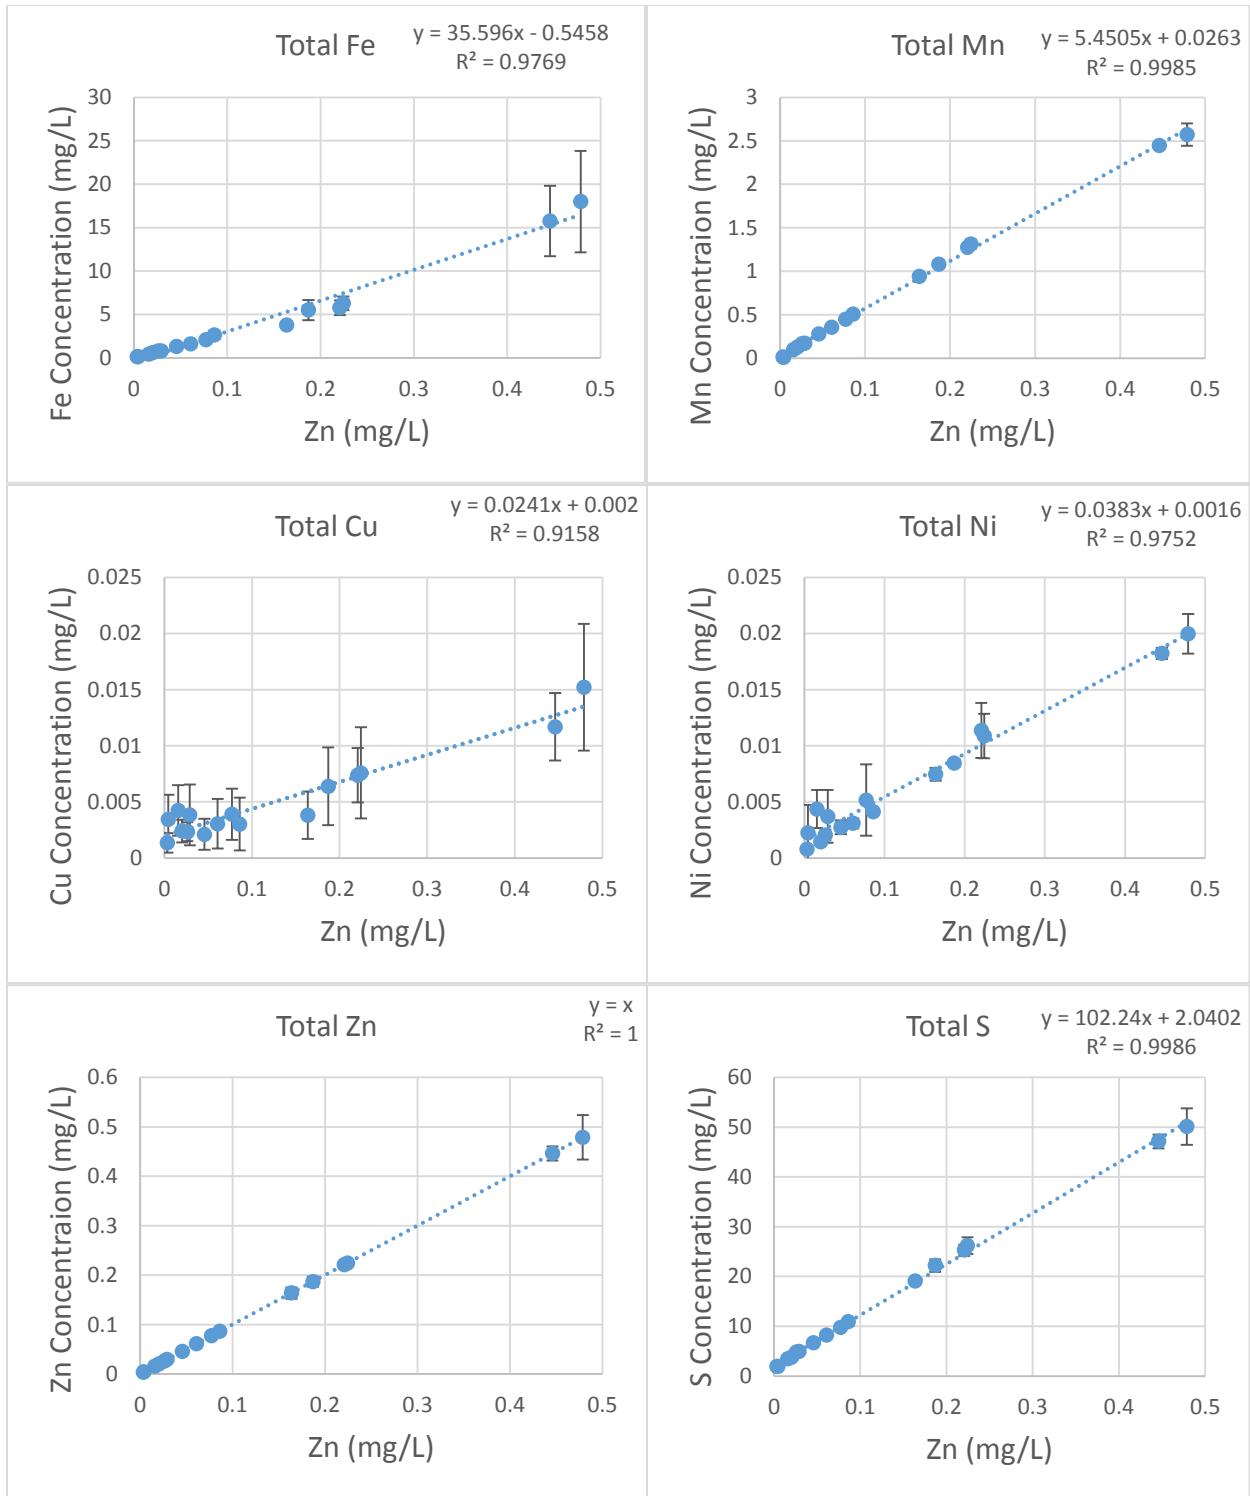 Total Fe
y = 35.596x - 0.5458
R² = 0.9769
Fe Concentration (mg/L)
30
25
20
15
10
5
0
0 0.1 0.2 0.3 0.4 0.5
Zn (mg/L)
Total Mn
y = 5.4505x + 0.0263
R² = 0.9985
Mn Concentraion (mg/L)
3
2.5
2
1.5
1
0.5
0
0 0.1 0.2 0.3 0.4 0.5
Zn (mg/L)
Total Cu
y = 0.0241x + 0.002
R² = 0.9158
Cu Concentration (mg/L)
0.025
0.02
0.015
0.01
0.005
0
0 0.1 0.2 0.3 0.4 0.5
Zn (mg/L)
Total Ni
y = 0.0383x + 0.0016
R² = 0.9752
Ni Concentration (mg/L)
0.025
0.02
0.015
0.01
0.005
0
0 0.1 0.2 0.3 0.4 0.5
Zn (mg/L)
Total Zn
y = x
R² = 1
Zn Concentraion (mg/L)
0.6
0.5
0.4
0.3
0.2
0.1
0
0 0.1 0.2 0.3 0.4 0.5
Zn (mg/L)
Total S
y = 102.24x + 2.0402
R² = 0.9986
S Concentration (mg/L)
60
50
40
30
20
10
0
0 0.1 0.2 0.3 0.4 0.5
Zn (mg/L)